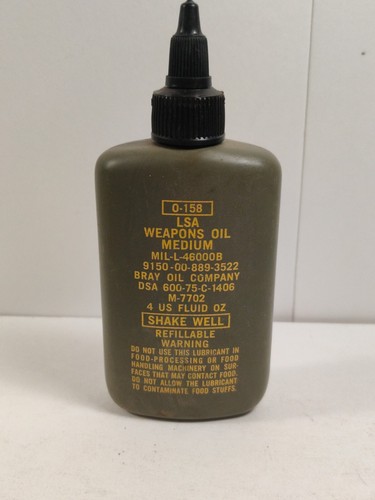 O-158
LSA
WEAPONS OIL
MEDIUM
MIL-L-46000B
9150-00-889-3522
BRAY OIL COMPANY
DSA 600-75-C-1406
M-7702
4 US FLUID OZ
SHAKE WELL
REFILLABLE
WARNING
DO NOT USE THIS LUBRICANT IN
FOOD-PROCESSING OR FOOD
HANDLING MACHINERY ON SUR-
FACES THAT MAY CONTACT FOOD.
DO NOT ALLOW THE LUBRICANT
TO CONTAMINATE FOOD STUFFS.